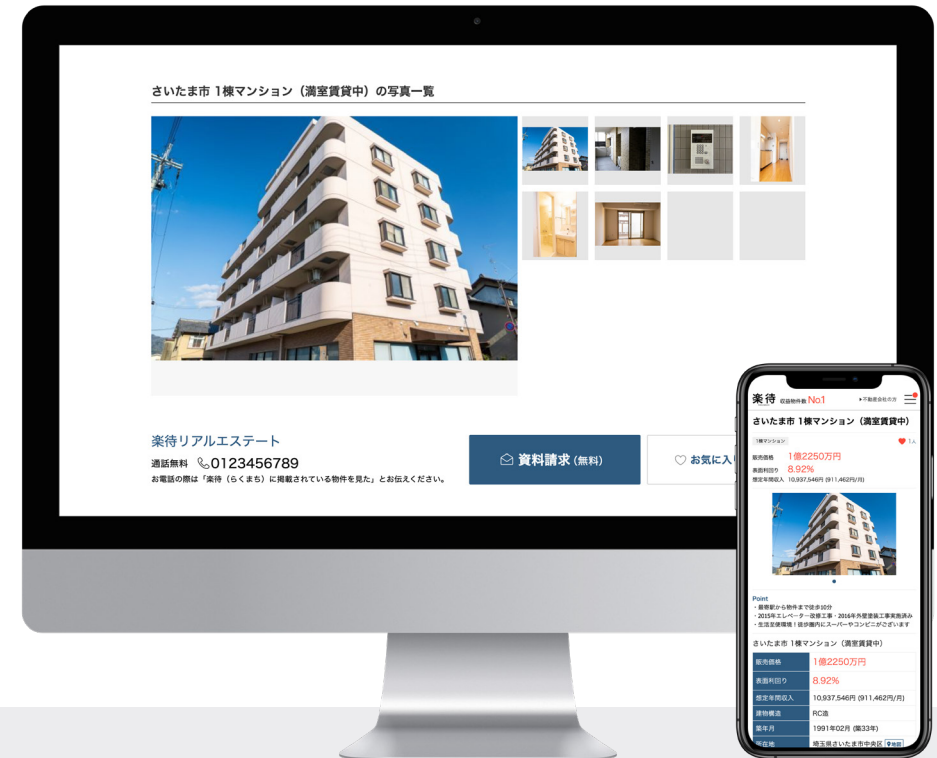 さいたま市 1棟マンション（満室賃貸中）の写真一覧
楽待リアルエステート
通話無料 0123456789
お電話の際は「楽待（らくまち）に掲載されている物件を見た」とお伝えください。
資料請求（無料）
お気に入り
楽待 収益物件数 No.1 ▶不動産会社の方
さいたま市 1棟マンション（満室賃貸中）
1棟マンション
1人
販売価格 1億2250万円
表面利回り 8.92%
想定年間収入 10,937,546円 (911,462円/月)
Point
・最寄駅から物件まで徒歩10分
・2015年エレベーター改修工事・2016年外壁塗装工事実施済み
・生活至便環境！徒歩圏内にスーパーやコンビニがございます
さいたま市 1棟マンション（満室賃貸中）
販売価格 1億2250万円
表面利回り 8.92%
想定年間収入 10,937,546円 (911,462円/月)
建物構造 RC造
築年月 1991年02月 (築33年)
所在地 埼玉県さいたま市中央区 地図